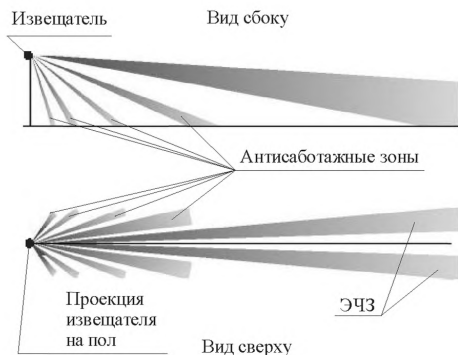 Извещатель
Вид сбоку
Антисаботажные зоны
Проекция
извещателя
на пол
ЭЧЗ
Вид сверху